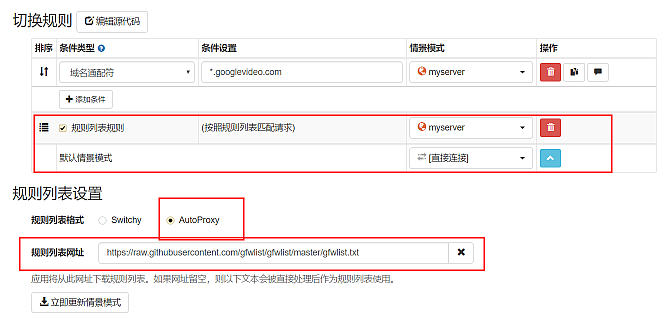 切换规则 编辑源代码
排序 条件类型 条件设置 情景模式 操作
域名通配符 *.googlevideo.com myserver
添加条件
规则列表规则 (按照规则列表匹配请求) myserver
默认情景模式 [直接连接]
规则列表设置
规则列表格式 Switchy AutoProxy
规则列表网址 https://raw.githubusercontent.com/gfwlist/gfwlist/master/gfwlist.txt
应用将从此网址下载规则列表。如果网址留空，则以下文本会被直接处理后作为规则列表使用。
立即更新情景模式